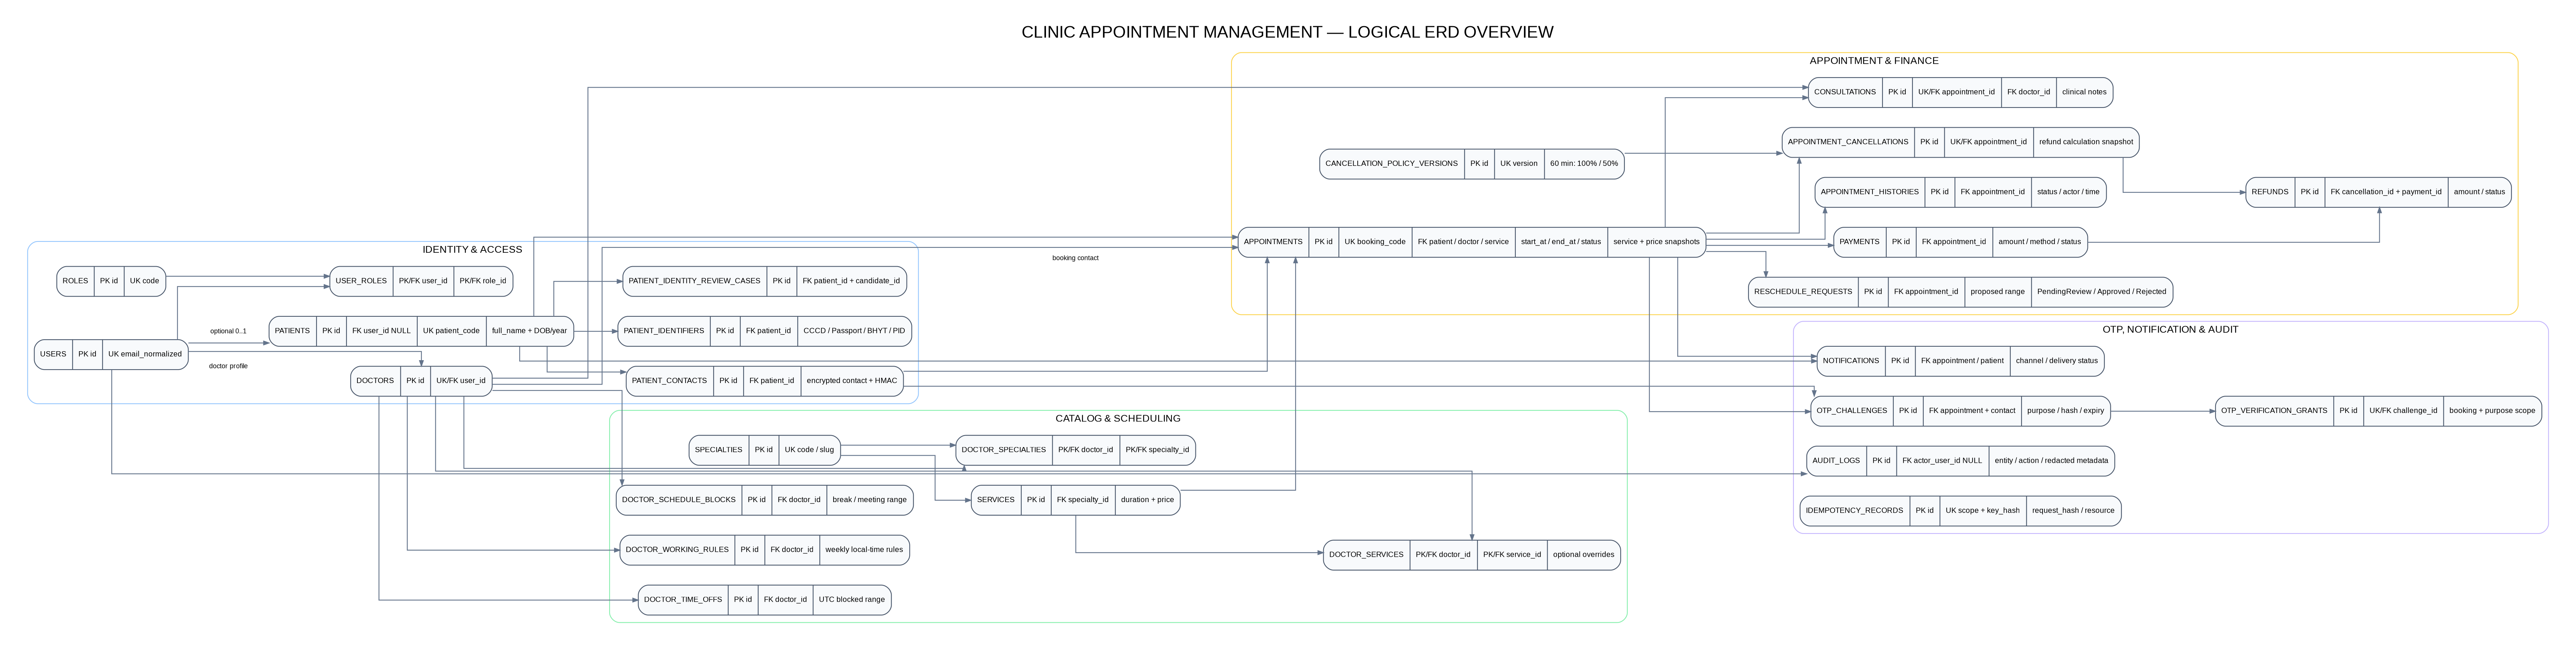 CLINIC APPOINTMENT MANAGEMENT — LOGICAL ERD OVERVIEW
IDENTITY & ACCESS
ROLES PK id UK code
USER_ROLES PK/FK user_id PK/FK role_id
PATIENT_IDENTITY_REVIEW_CASES PK id FK patient_id + candidate_id
optional 0..1
PATIENTS PK id FK user_id NULL UK patient_code full_name + DOB/year
PATIENT_IDENTIFIERS PK id FK patient_id CCCD / Passport / BHYT / PID
USERS PK id UK email_normalized
doctor profile
DOCTORS PK id UK/FK user_id
PATIENT_CONTACTS PK id FK patient_id encrypted contact + HMAC
booking contact
CATALOG & SCHEDULING
SPECIALTIES PK id UK code / slug
DOCTOR_SPECIALTIES PK/FK doctor_id PK/FK specialty_id
DOCTOR_SCHEDULE_BLOCKS PK id FK doctor_id break / meeting range
SERVICES PK id FK specialty_id duration + price
DOCTOR_WORKING_RULES PK id FK doctor_id weekly local-time rules
DOCTOR_SERVICES PK/FK doctor_id PK/FK service_id optional overrides
DOCTOR_TIME_OFFS PK id FK doctor_id UTC blocked range
APPOINTMENT & FINANCE
CONSULTATIONS PK id UK/FK appointment_id FK doctor_id clinical notes
CANCELLATION_POLICY_VERSIONS PK id UK version 60 min: 100% / 50%
APPOINTMENT_CANCELLATIONS PK id UK/FK appointment_id refund calculation snapshot
APPOINTMENT_HISTORIES PK id FK appointment_id status / actor / time
REFUNDS PK id FK cancellation_id + payment_id amount / status
APPOINTMENTS PK id UK booking_code FK patient / doctor / service start_at / end_at / status service + price snapshots
PAYMENTS PK id FK appointment_id amount / method / status
RESCHEDULE_REQUESTS PK id FK appointment_id proposed range PendingReview / Approved / Rejected
OTP, NOTIFICATION & AUDIT
NOTIFICATIONS PK id FK appointment / patient channel / delivery status
OTP_CHALLENGES PK id FK appointment + contact purpose / hash / expiry
OTP_VERIFICATION_GRANTS PK id UK/FK challenge_id booking + purpose scope
AUDIT_LOGS PK id FK actor_user_id NULL entity / action / redacted metadata
IDEMPOTENCY_RECORDS PK id UK scope + key_hash request_hash / resource